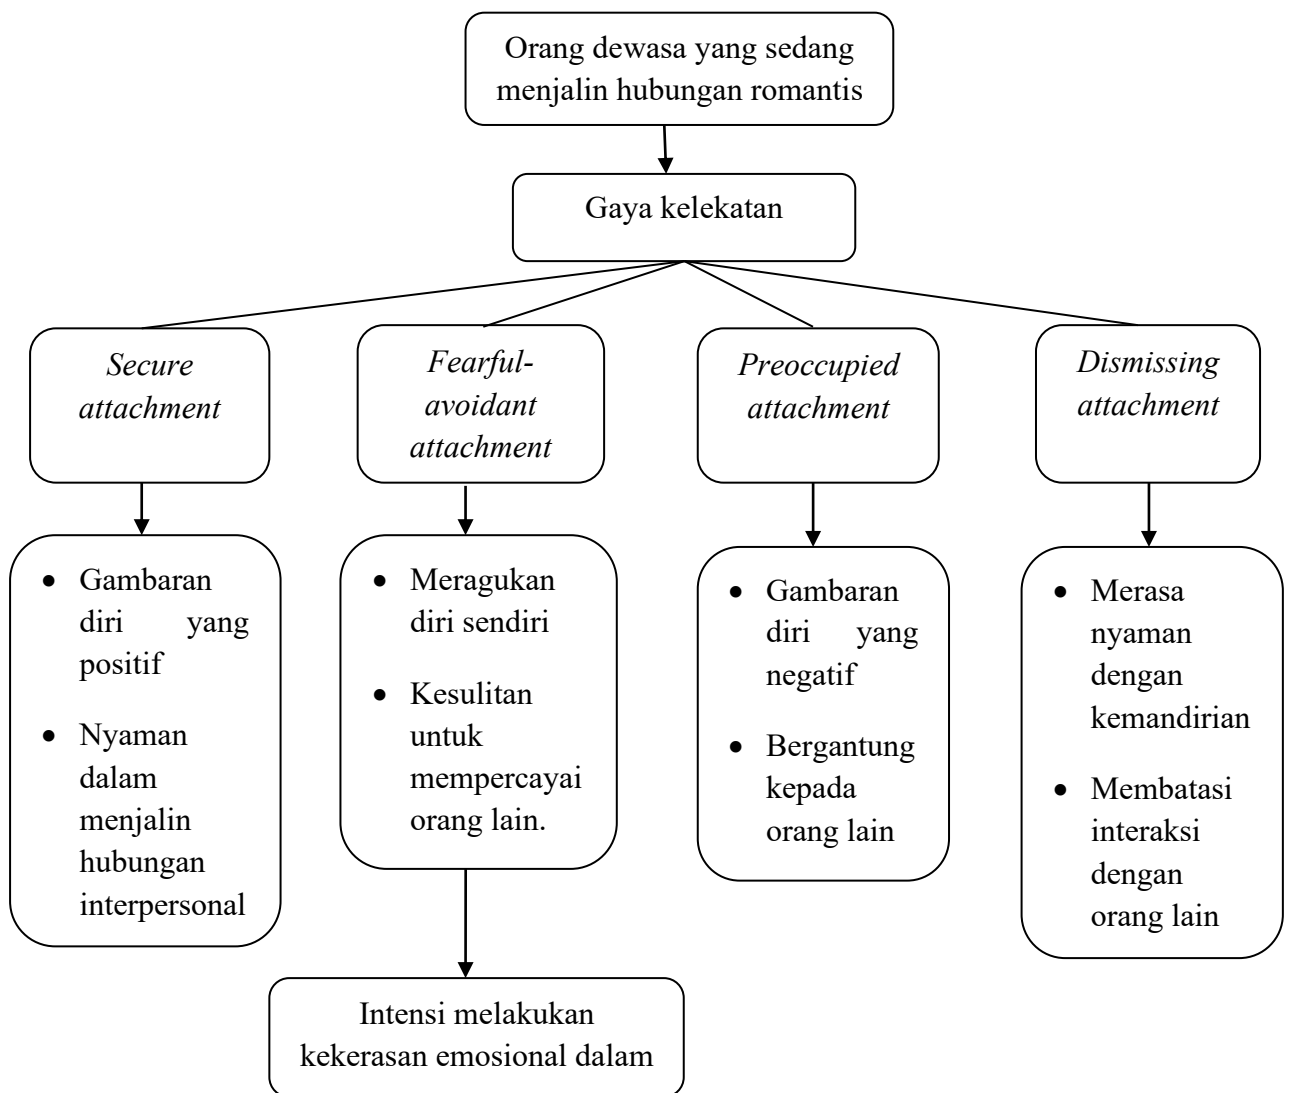 Orang dewasa yang sedang
menjalin hubungan romantis
Gaya kelekatan
Secure
attachment
Fearful-
avoidant
attachment
Preoccupied
attachment
Dismissing
attachment
• Gambaran
diri yang
positif
• Nyaman
dalam
menjalin
hubungan
interpersonal
• Meragukan
diri sendiri
• Kesulitan
untuk
mempercayai
orang lain.
• Gambaran
diri yang
negatif
• Bergantung
kepada
orang lain
• Merasa
nyaman
dengan
kemandirian
• Membatasi
interaksi
dengan
orang lain
Intensi melakukan
kekerasan emosional dalam